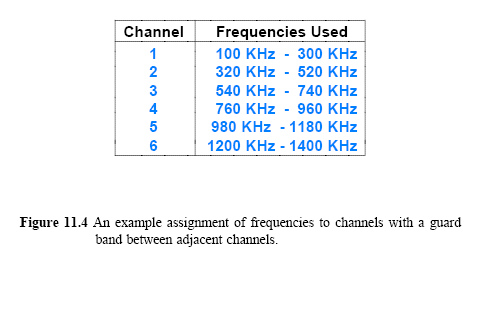 Channel Frequencies Used
1 100 KHz - 300 KHz
2 320 KHz - 520 KHz
3 540 KHz - 740 KHz
4 760 KHz - 960 KHz
5 980 KHz - 1180 KHz
6 1200 KHz - 1400 KHz
Figure 11.4 An example assignment of frequencies to channels with a guard
band between adjacent channels.